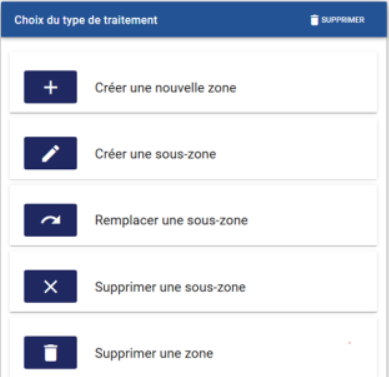 Choix du type de traitement
SUPPRIMER
Créer une nouvelle zone
Créer une sous-zone
Remplacer une sous-zone
Supprimer une sous-zone
Supprimer une zone